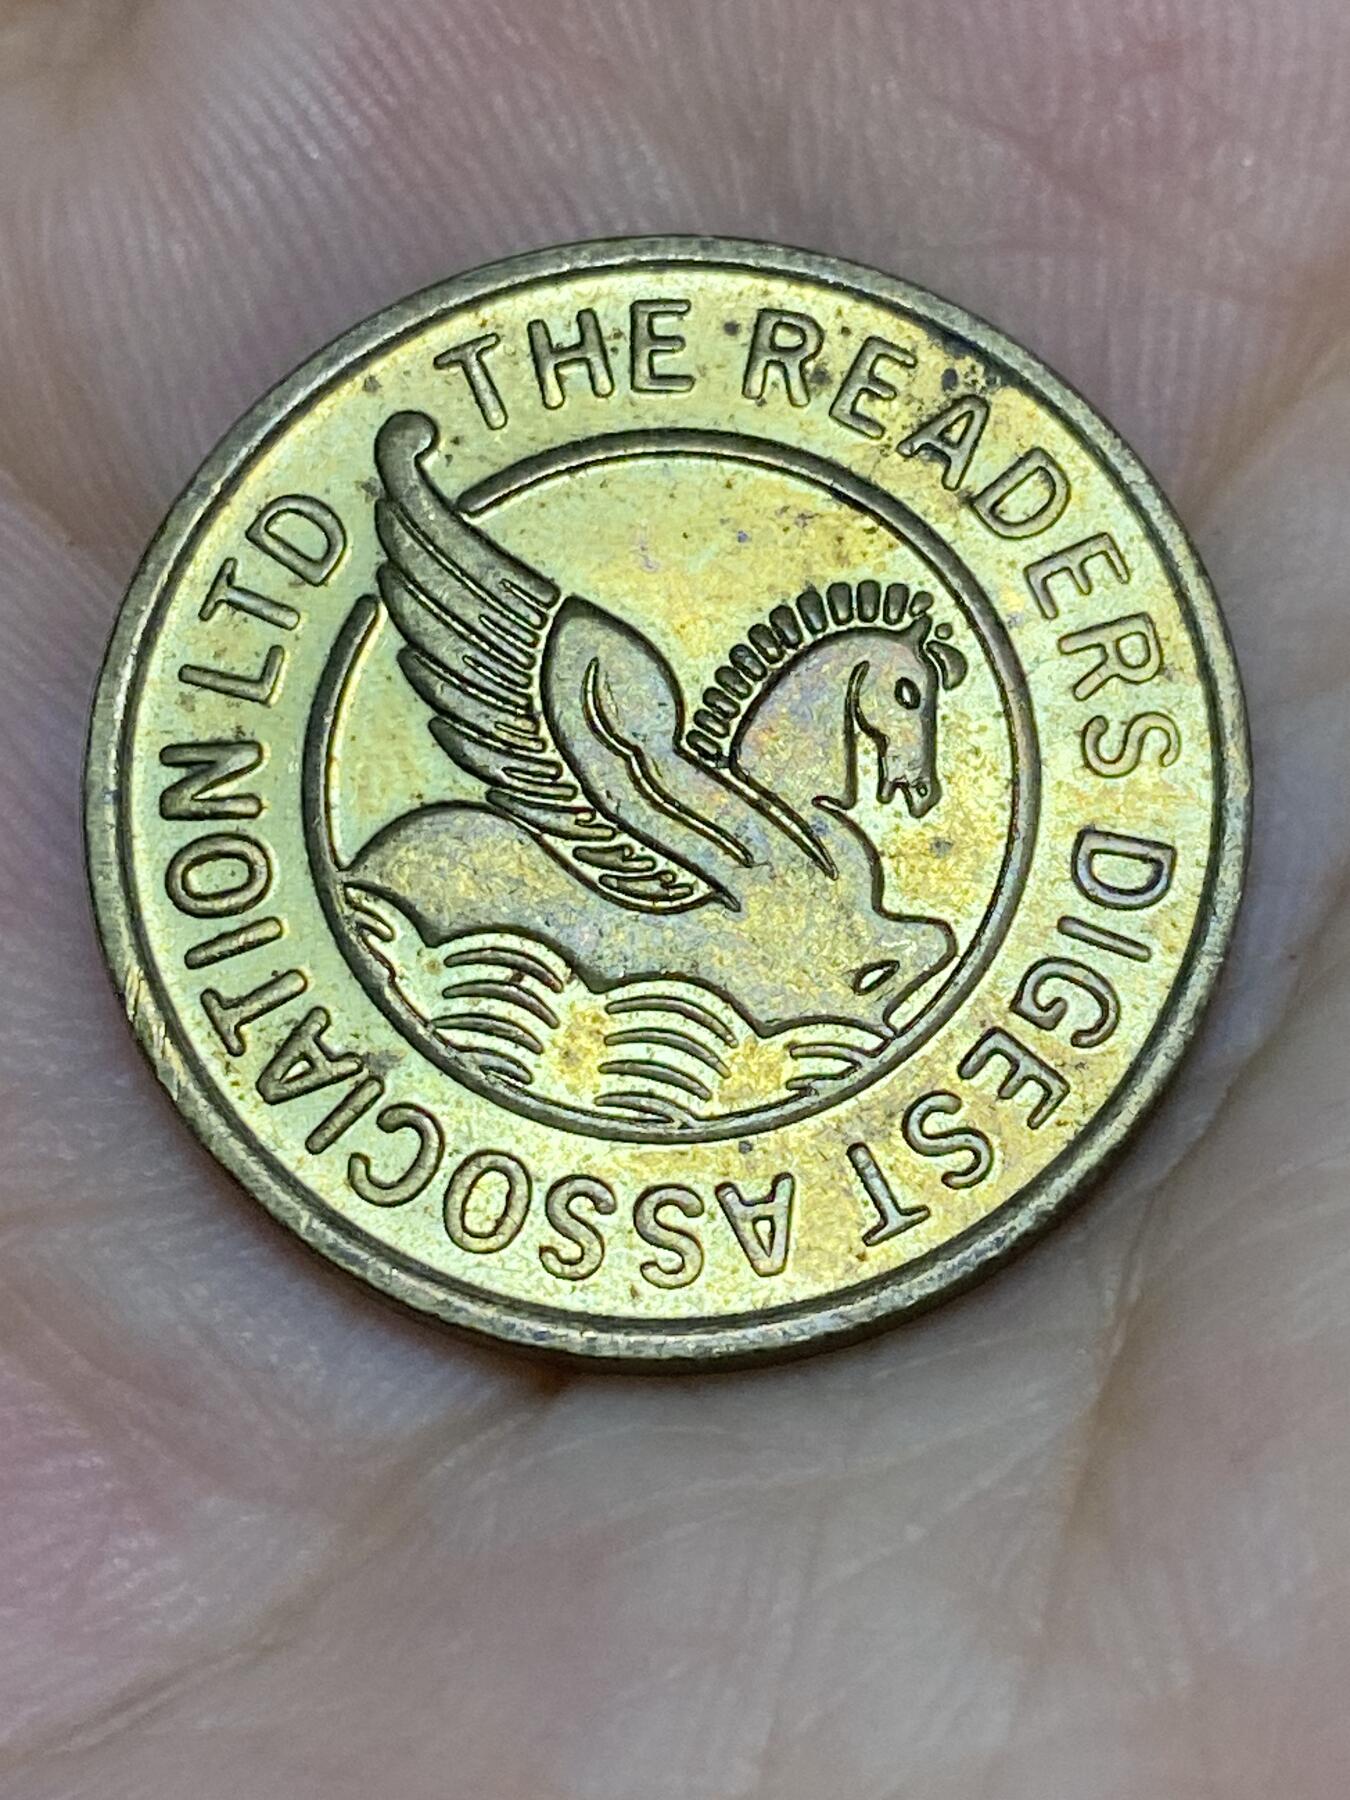 THE READERS DIGEST ASSOCIATION LTD